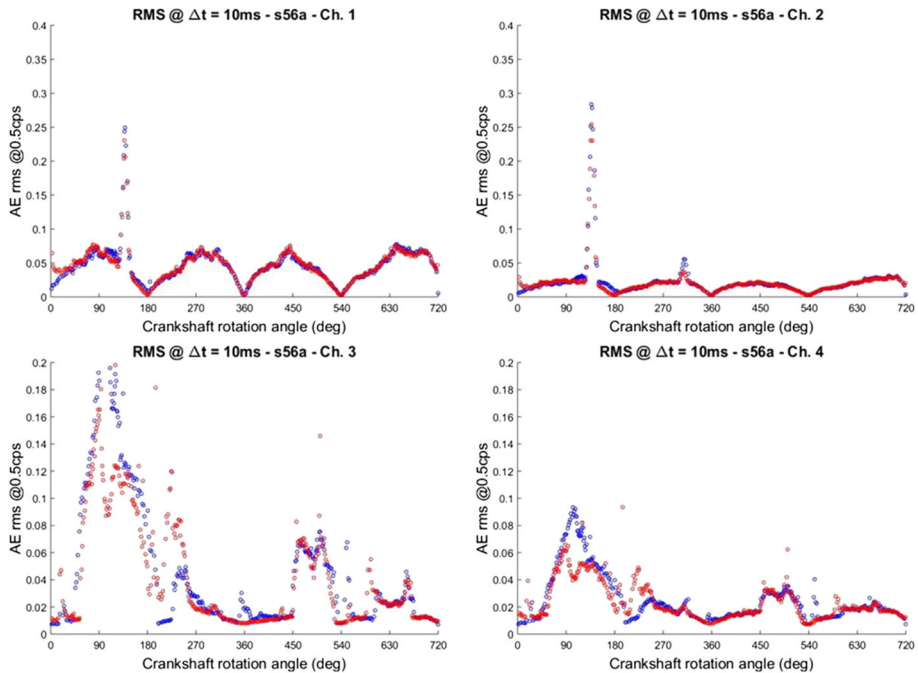 RMS @ Δt = 10ms - s56a - Ch. 1
AE rms @0.5cps
0.4
0.35
0.3
0.25
0.2
0.15
0.1
0.05
0
0 90 180 270 360 450 540 630 720
Crankshaft rotation angle (deg)
RMS @ Δt = 10ms - s56a - Ch. 2
AE rms @0.5cps
0.4
0.35
0.3
0.25
0.2
0.15
0.1
0.05
0
0 90 180 270 360 450 540 630 720
Crankshaft rotation angle (deg)
RMS @ Δt = 10ms - s56a - Ch. 3
AE rms @0.5cps
0.2
0.18
0.16
0.14
0.12
0.1
0.08
0.06
0.04
0.02
0
0 90 180 270 360 450 540 630 720
Crankshaft rotation angle (deg)
RMS @ Δt = 10ms - s56a - Ch. 4
AE rms @0.5cps
0.2
0.18
0.16
0.14
0.12
0.1
0.08
0.06
0.04
0.02
0
0 90 180 270 360 450 540 630 720
Crankshaft rotation angle (deg)